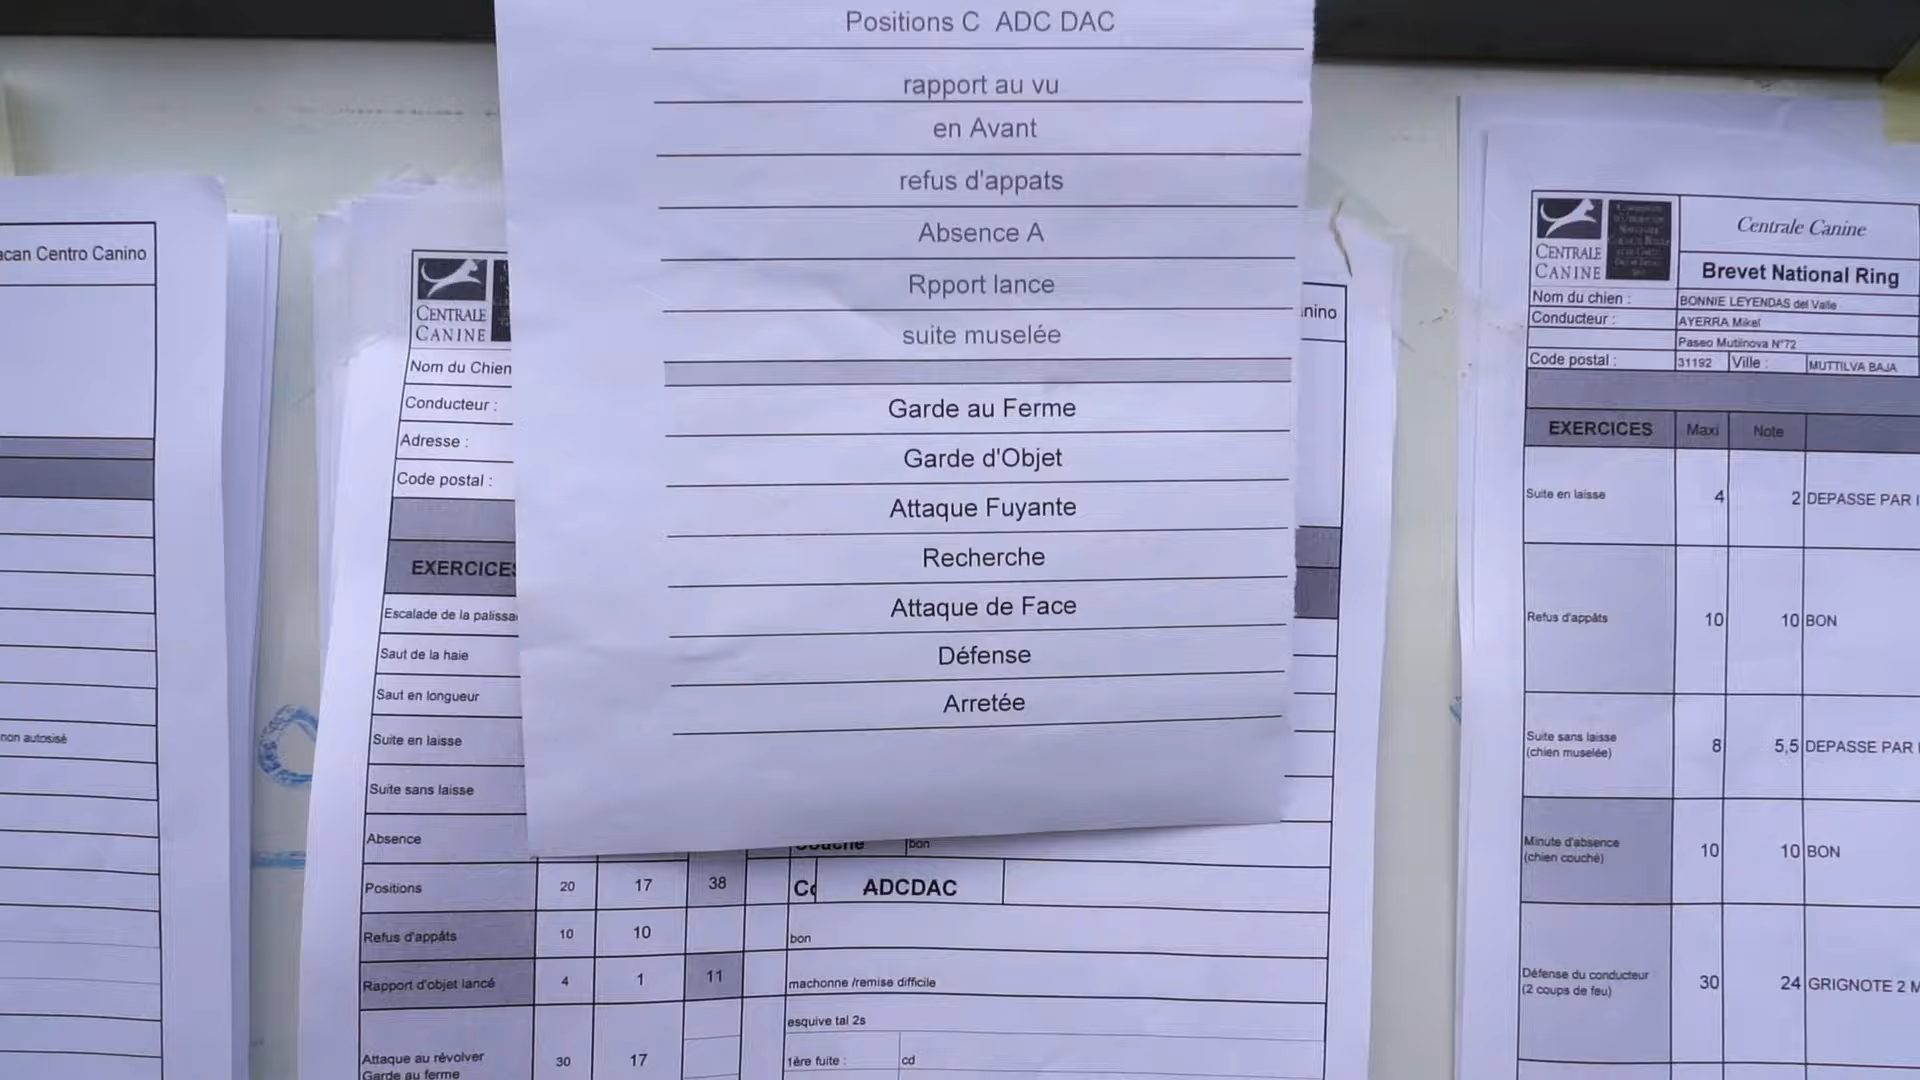 Positions C ADC DAC
rapport au vu
en Avant
refus d'appats
Absence A
Rpport lance
suite muselée
Garde au Ferme
Garde d'Objet
Attaque Fuyante
Recherche
Attaque de Face
Défense
Arretée
Centro Canino
non autosisé
CENTRALE
CANINE
Nom du Chien
Conducteur :
Adresse :
Code postal :
EXERCICES
Escalade de la
Saut de la haie
Saut en longueur
Suite en laisse
Suite sans laisse
Absence
bon
Positions 20 17 38 ADCDAC
Refus d'appâts 10 10 bon
Rapport d'objet lancé 4 1 11 machonne /remise difficile
esquive tal 2s
Attaque au révolver 30 17 1ère fuite : cd
Garde au ferme
CENTRALE
CANINE
Centrale Canine
Brevet National Ring
Nom du chien : BONNIE LEYENDAS del Valle
Conducteur : AYERRA Mikel
Paseo Mutilnova N°72
Code postal : 31192 Ville : MUTTILVA BAJA
EXERCICES Maxi Note
Suite en laisse 4 2 DEPASSE PAR
Refus d'appâts 10 10 BON
Suite sans laisse
(chien muselée) 8 5,5 DEPASSE PAR
Minute d'absence
(chien couché) 10 10 BON
Défense du conducteur
(2 coups de feu) 30 24 GRIGNOTE 2